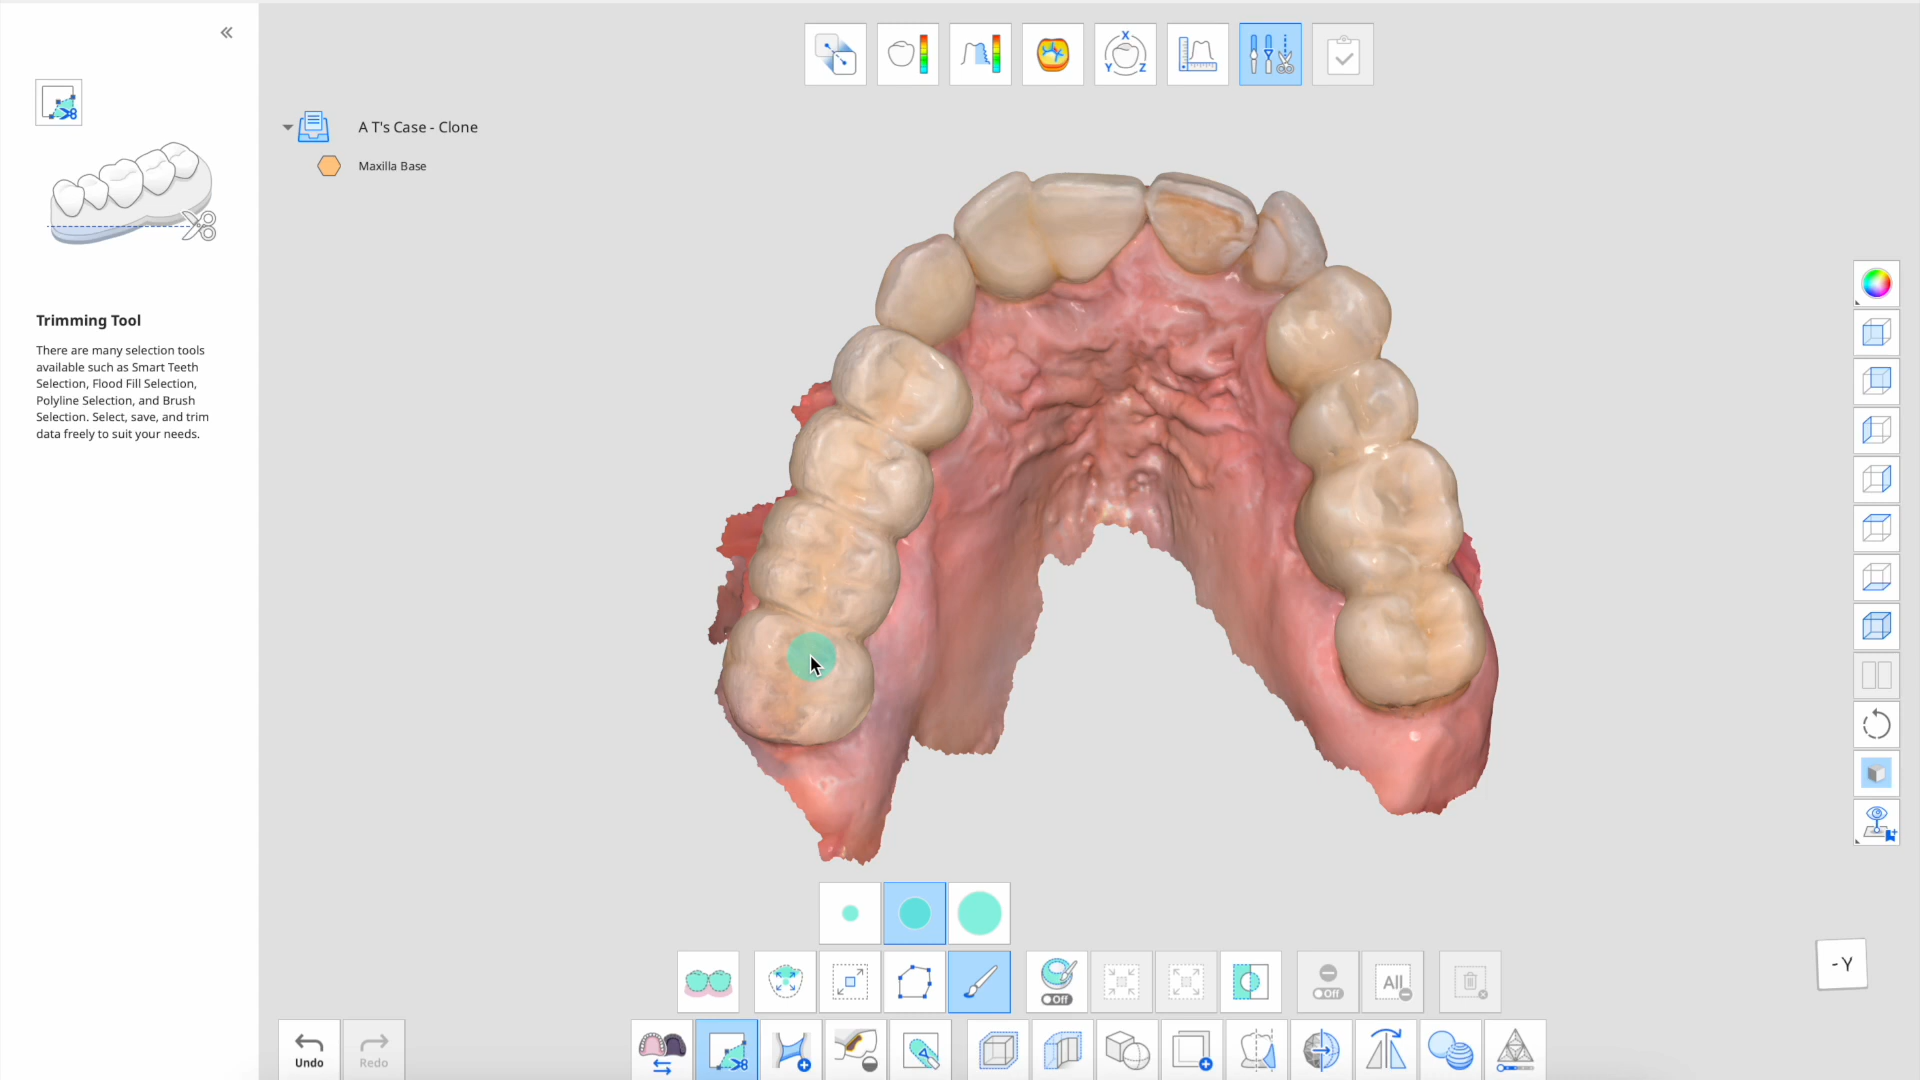 «
X
Y
Z
A T's Case - Clone
Maxilla Base
Trimming Tool
There are many selection tools
available such as Smart Teeth
Selection, Flood Fill Selection,
Polyline Selection, and Brush
Selection. Select, save, and trim
data freely to suit your needs.
-Y
Off
Off
All
Undo
Redo